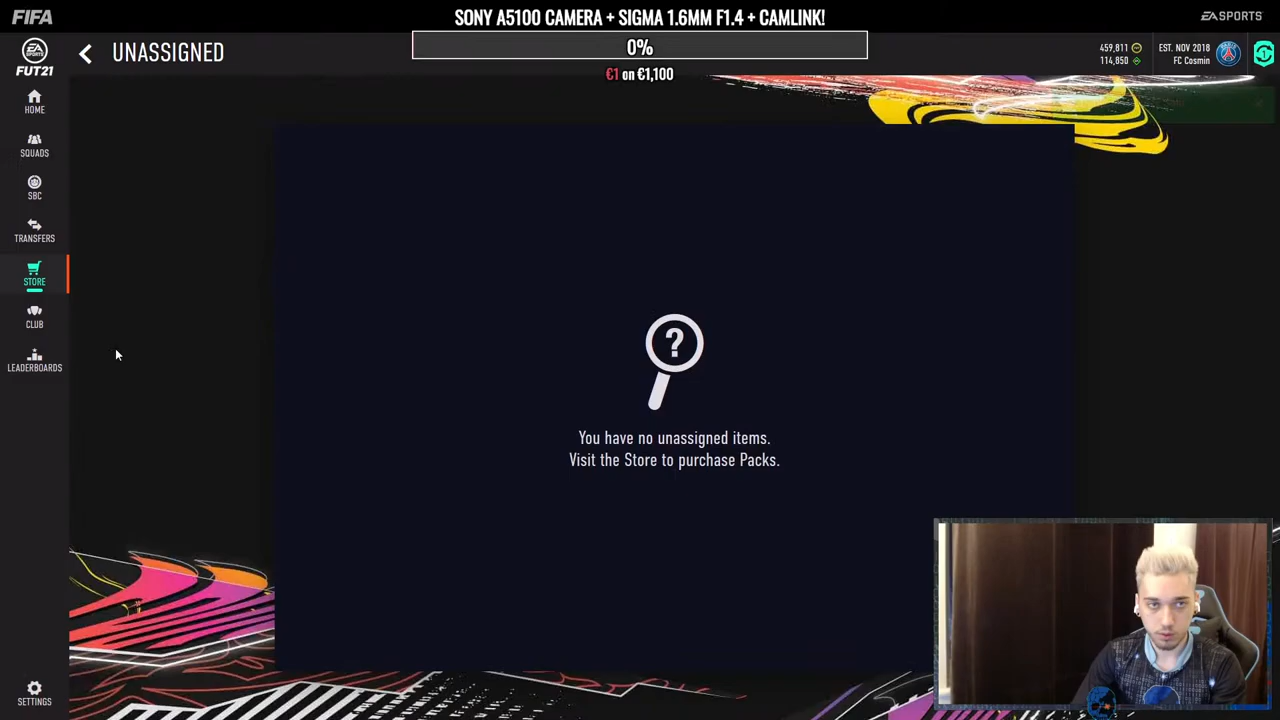 FIFA
SONY A5100 CAMERA + SIGMA 1.6MM F1.4 + CAMLINK!
EA SPORTS
EA SPORTS
FUT21
UNASSIGNED
0%
€1 on €1,100
459,811
114,850
EST. NOV 2018
FC Cosmin
HOME
SQUADS
SBC
TRANSFERS
STORE
CLUB
LEADERBOARDS
SETTINGS
?
You have no unassigned items.
Visit the Store to purchase Packs.